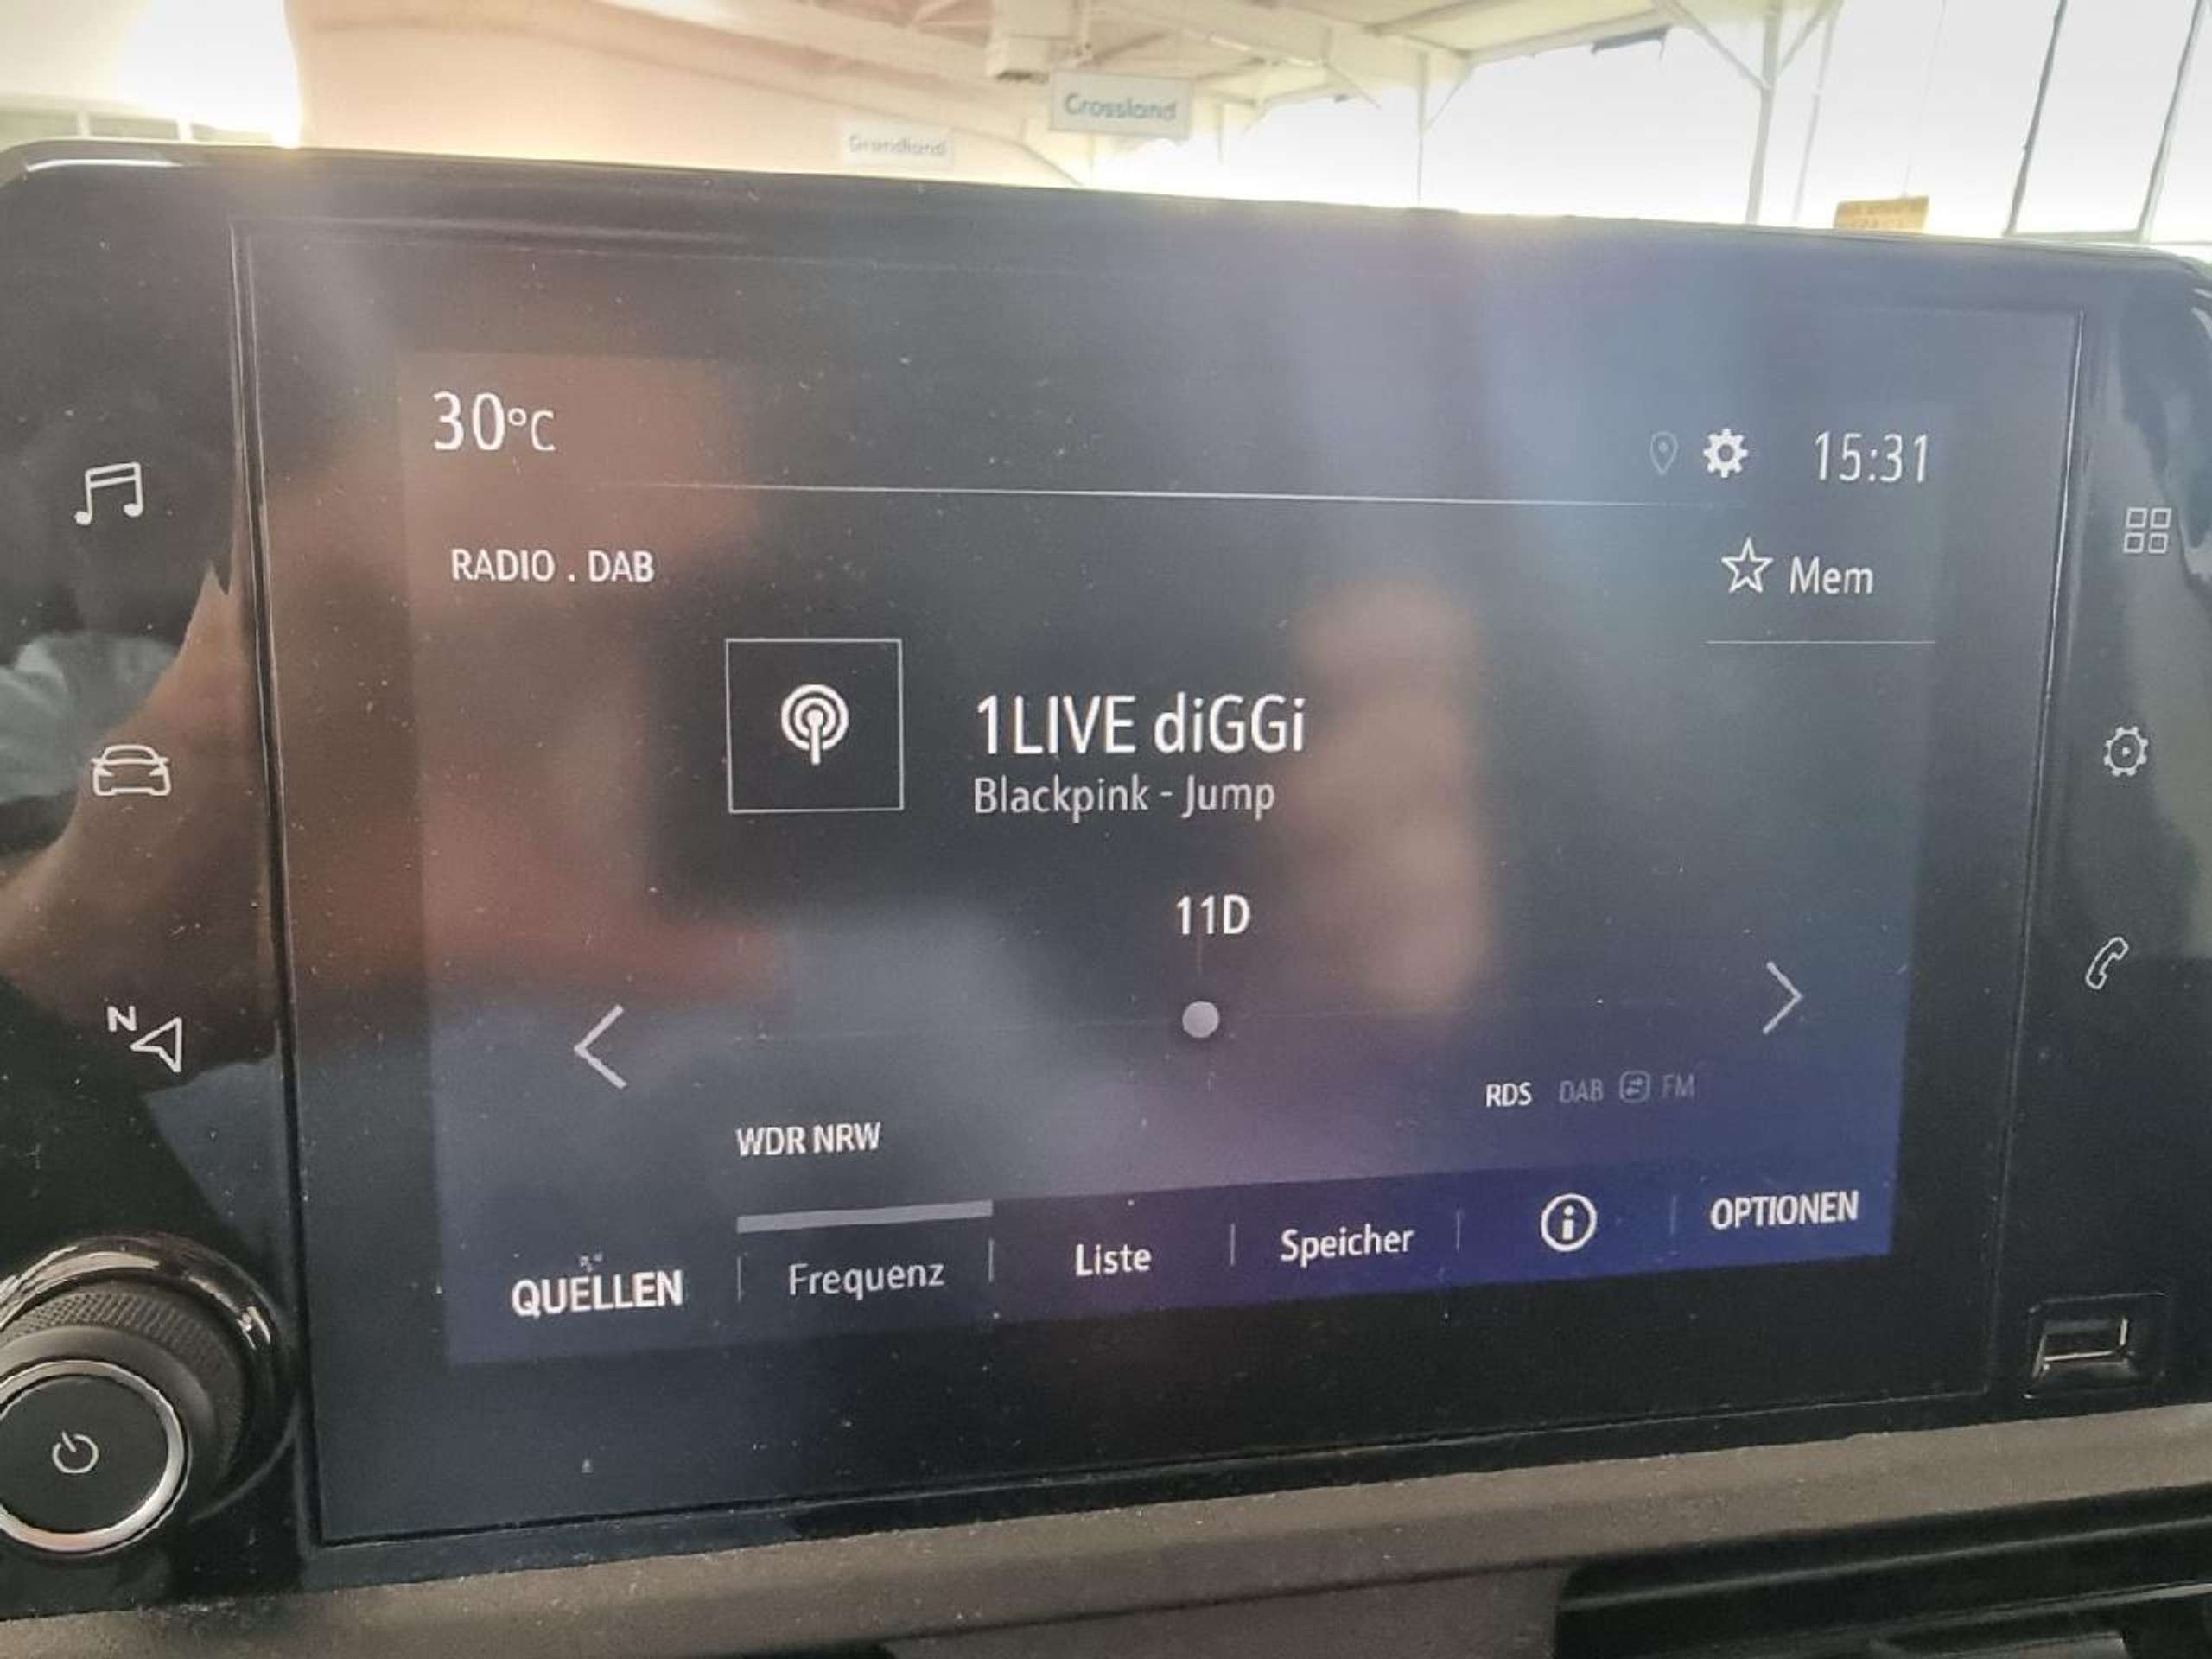 Crossland
Grandland
30°C
15:31
RADIO . DAB
Mem
1LIVE diGGi
Blackpink - Jump
11D
N
RDS DAB FM
WDR NRW
QUELLEN Frequenz Liste Speicher i OPTIONEN